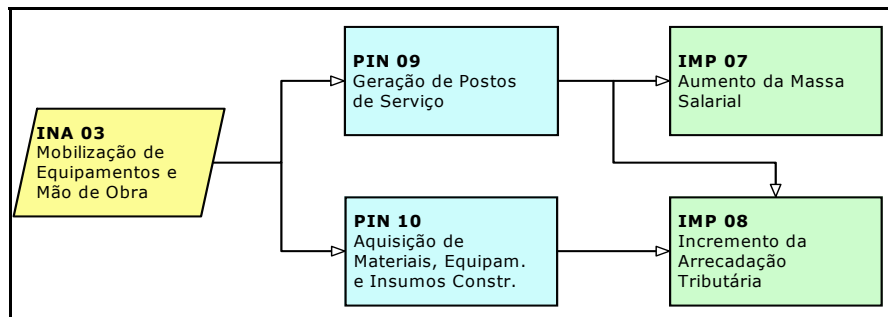 INA 03
Mobilização de
Equipamentos e
Mão de Obra
PIN 09
Geração de Postos
de Serviço
IMP 07
Aumento da Massa
Salarial
PIN 10
Aquisição de
Materiais, Equipam.
e Insumos Constr.
IMP 08
Incremento da
Arrecadação
Tributária